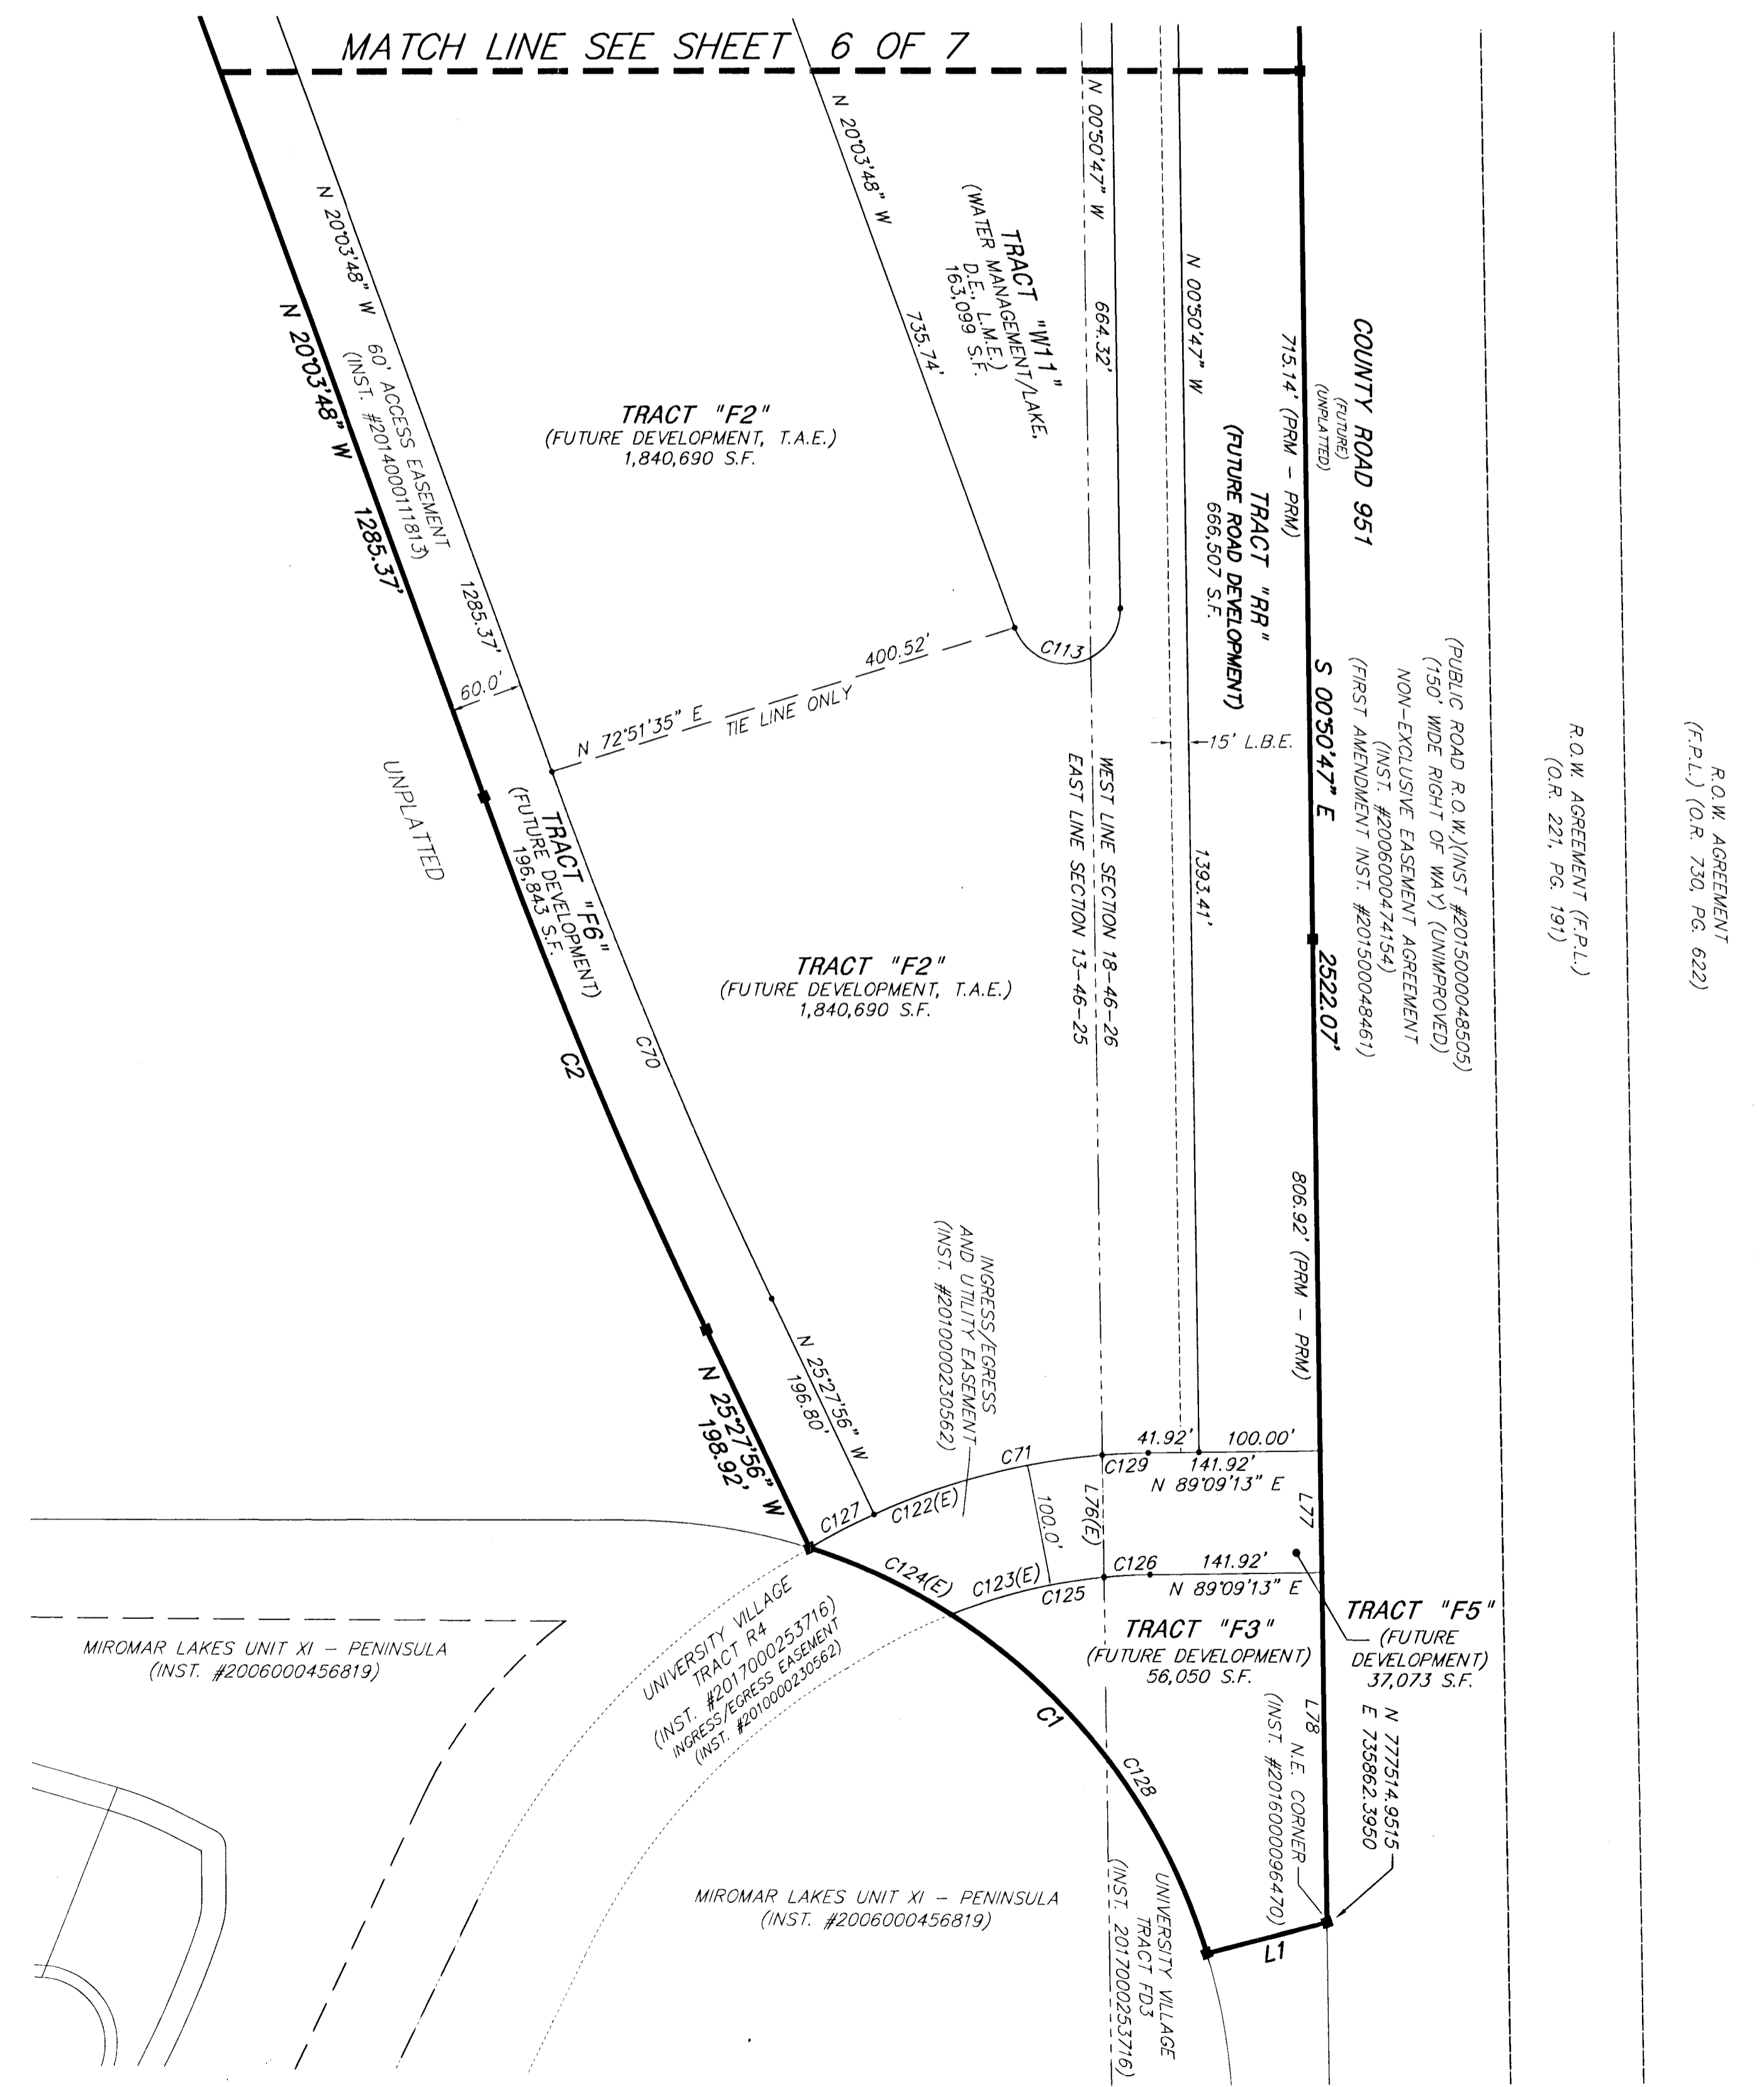 MATCH LINE SEE SHEET 6 OF 7
N 20°03'48" W
1285.37'
N 20°03'48" W
60' ACCESS EASEMENT
(INST. #2014000111813)
1285.37'
60.0'
UNPLATTED
N 20°03'48" W
735.74'
TRACT "W11"
(WATER MANAGEMENT/LAKE,
D.E., L.M.E.)
163,099 S.F.
N 00°50'47" W
664.32'
N 00°50'47" W
1393.41'
TRACT "F2"
(FUTURE DEVELOPMENT, T.A.E.)
1,840,690 S.F.
TRACT "RR"
(FUTURE ROAD DEVELOPMENT)
666,507 S.F.
715.14' (PRM - PRM)
COUNTY ROAD 951
(FUTURE)
(UNPLATTED)
S 00°50'47" E
2522.07'
(PUBLIC ROAD R.O.W.)(INST #2015000048505)
(150' WIDE RIGHT OF WAY) (UNIMPROVED)
NON-EXCLUSIVE EASEMENT AGREEMENT
(INST. #2006000474154)
(FIRST AMENDMENT INST. #2015000048461)
R.O.W. AGREEMENT (F.P.L.)
(O.R. 221, PG. 191)
R.O.W. AGREEMENT
(F.P.L.) (O.R. 730, PG. 622)
C113
N 72°51'35" E
400.52'
TIE LINE ONLY
15' L.B.E.
WEST LINE SECTION 18-46-26
EAST LINE SECTION 13-46-25
TRACT "F6"
(FUTURE DEVELOPMENT)
196,843 S.F.
TRACT "F2"
(FUTURE DEVELOPMENT, T.A.E.)
1,840,690 S.F.
C70
C2
806.92' (PRM - PRM)
INGRESS/EGRESS
AND UTILITY EASEMENT
(INST. #2010000230562)
N 25°27'56" W
196.80'
N 25°27'56" W
198.92'
41.92'
100.00'
C71
C129
141.92'
N 89°09'13" E
L77
C127
C122(E)
100.0'
L76(E)
C124(E)
C123(E)
C125
C126
141.92'
N 89°09'13" E
TRACT "F3"
(FUTURE DEVELOPMENT)
56,050 S.F.
TRACT "F5"
(FUTURE
DEVELOPMENT)
37,073 S.F.
UNIVERSITY VILLAGE
TRACT R4
(INST. #2017000253716)
INGRESS/EGRESS EASEMENT
(INST. #2010000230562)
MIROMAR LAKES UNIT XI - PENINSULA
(INST. #2006000456819)
C1
C128
L78
N.E. CORNER
(INST. #2016000096470)
N 777514.9515
E 735862.3950
L1
MIROMAR LAKES UNIT XI - PENINSULA
(INST. #2006000456819)
UNIVERSITY VILLAGE
TRACT FD3
(INST. 2017000253716)